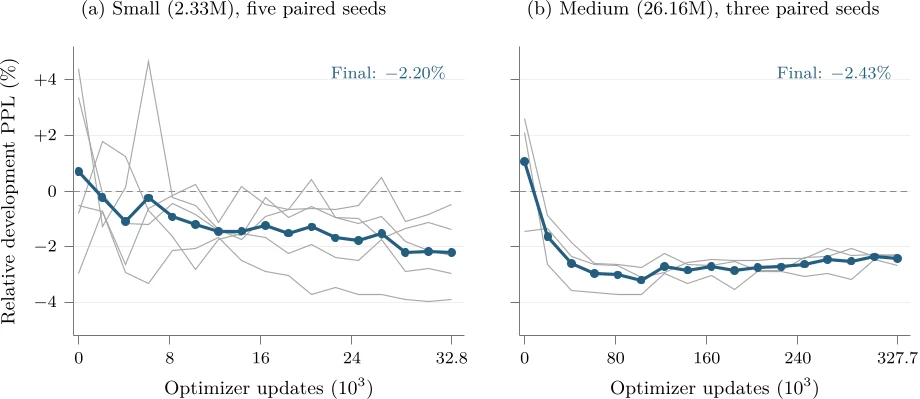 (a) Small (2.33M), five paired seeds
(b) Medium (26.16M), three paired seeds
Relative development PPL (%)
Final: −2.20%
Final: −2.43%
+4
+2
0
−2
−4
0 8 16 24 32.8
0 80 160 240 327.7
Optimizer updates (10³)
Optimizer updates (10³)